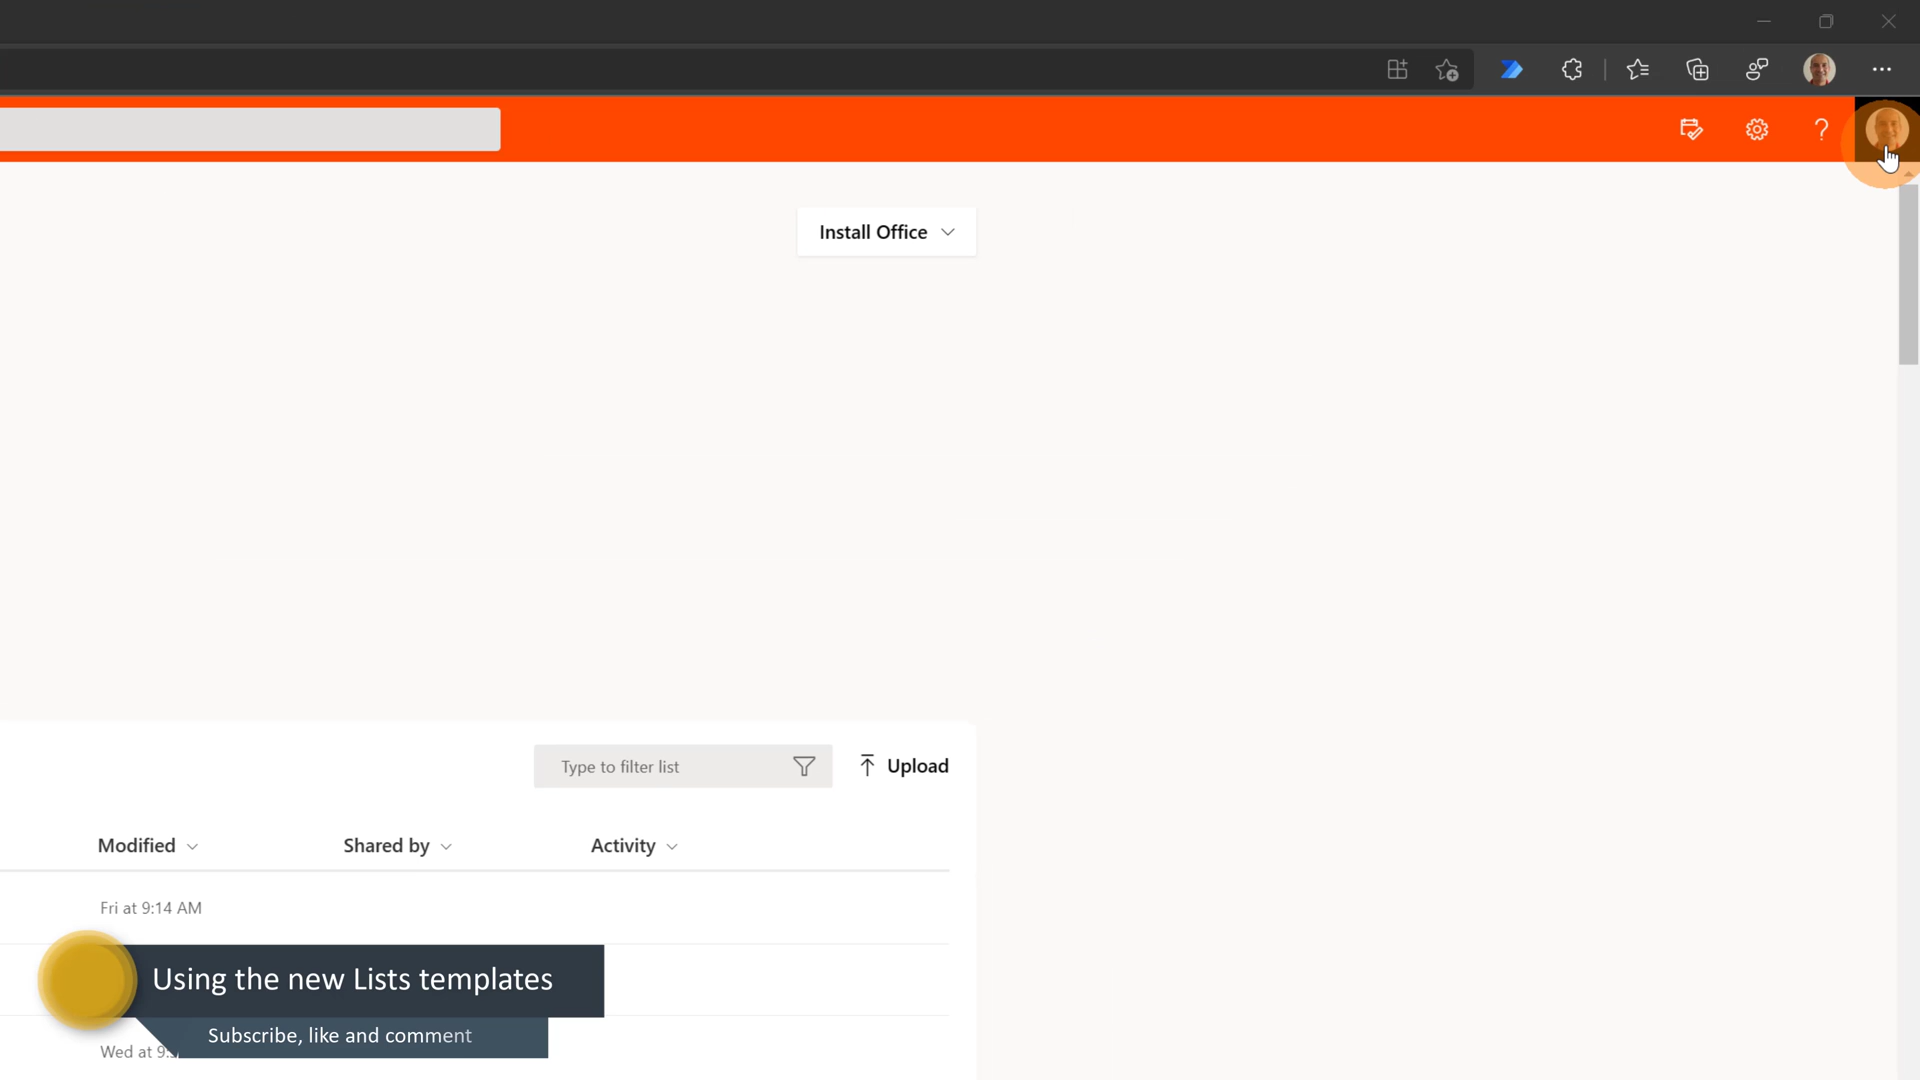 Install Office
Type to filter list
Upload
Modified
Shared by
Activity
Fri at 9:14 AM
Using the new Lists templates
Subscribe, like and comment
Wed at 9: